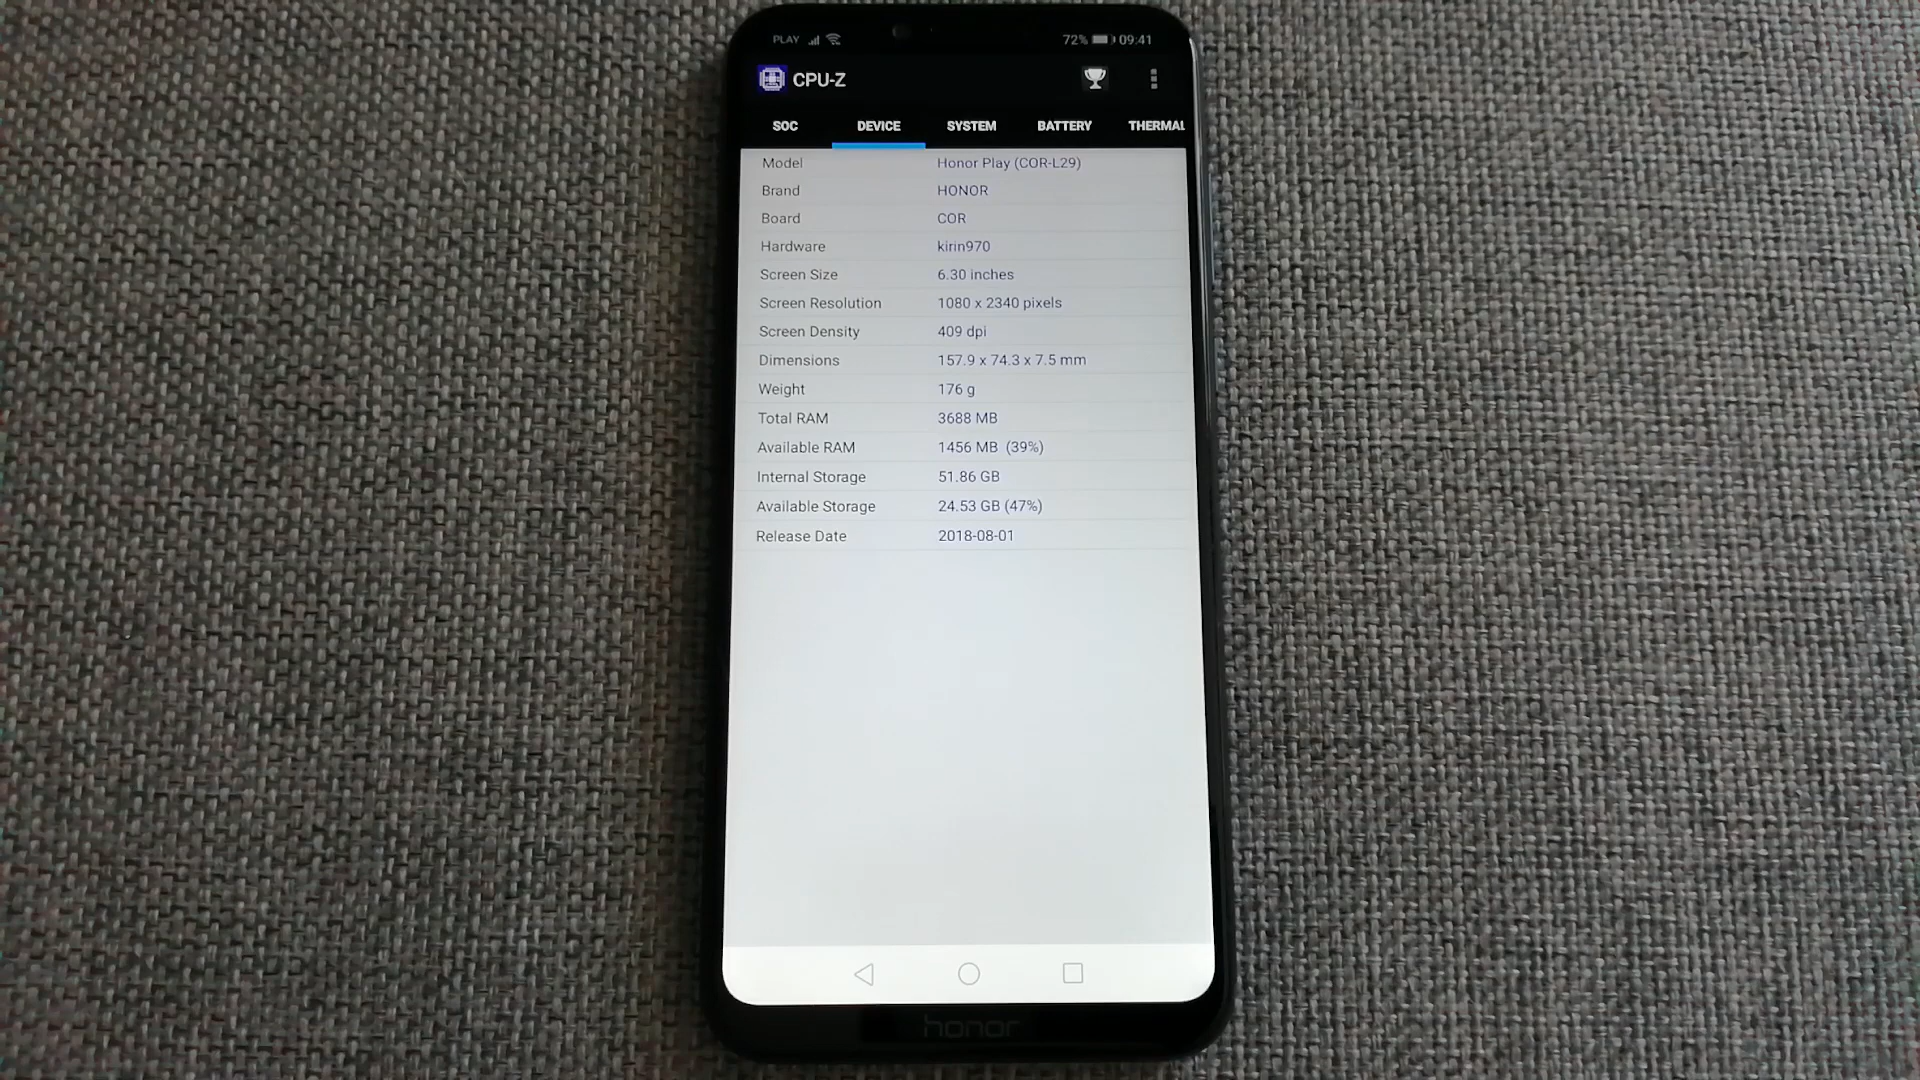 PLAY 72% 09:41
CPU-Z
SOC DEVICE SYSTEM BATTERY THERMAL
Model Honor Play (COR-L29)
Brand HONOR
Board COR
Hardware kirin970
Screen Size 6.30 inches
Screen Resolution 1080 x 2340 pixels
Screen Density 409 dpi
Dimensions 157.9 x 74.3 x 7.5 mm
Weight 176 g
Total RAM 3688 MB
Available RAM 1456 MB (39%)
Internal Storage 51.86 GB
Available Storage 24.53 GB (47%)
Release Date 2018-08-01
honor